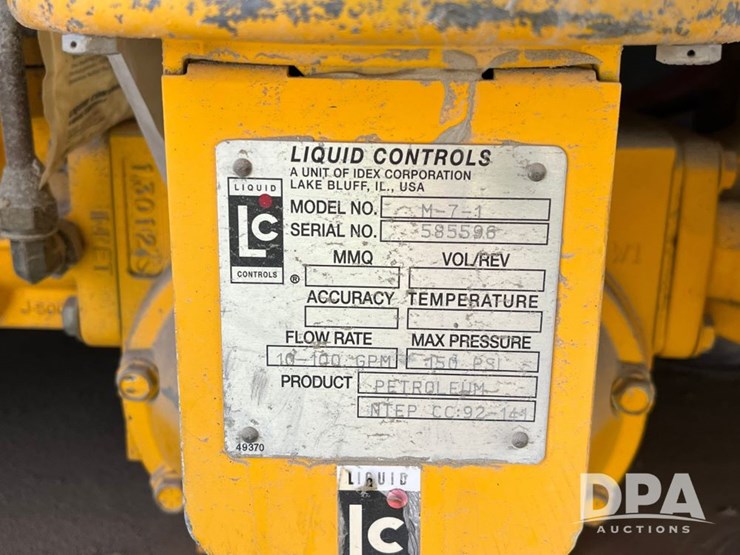 LIQUID CONTROLS
A UNIT OF IDEX CORPORATION
LAKE BLUFF, IL., USA
LIQUID
Lc
CONTROLS
®
MODEL NO. M-7-1
SERIAL NO. 585596
MMQ VOL/REV
ACCURACY TEMPERATURE
FLOW RATE MAX PRESSURE
10-100 GPM 150 PSI
PRODUCT PETROLEUM
NTEP CC:92-141
49370
LIQUID
lc
DPA
AUCTIONS